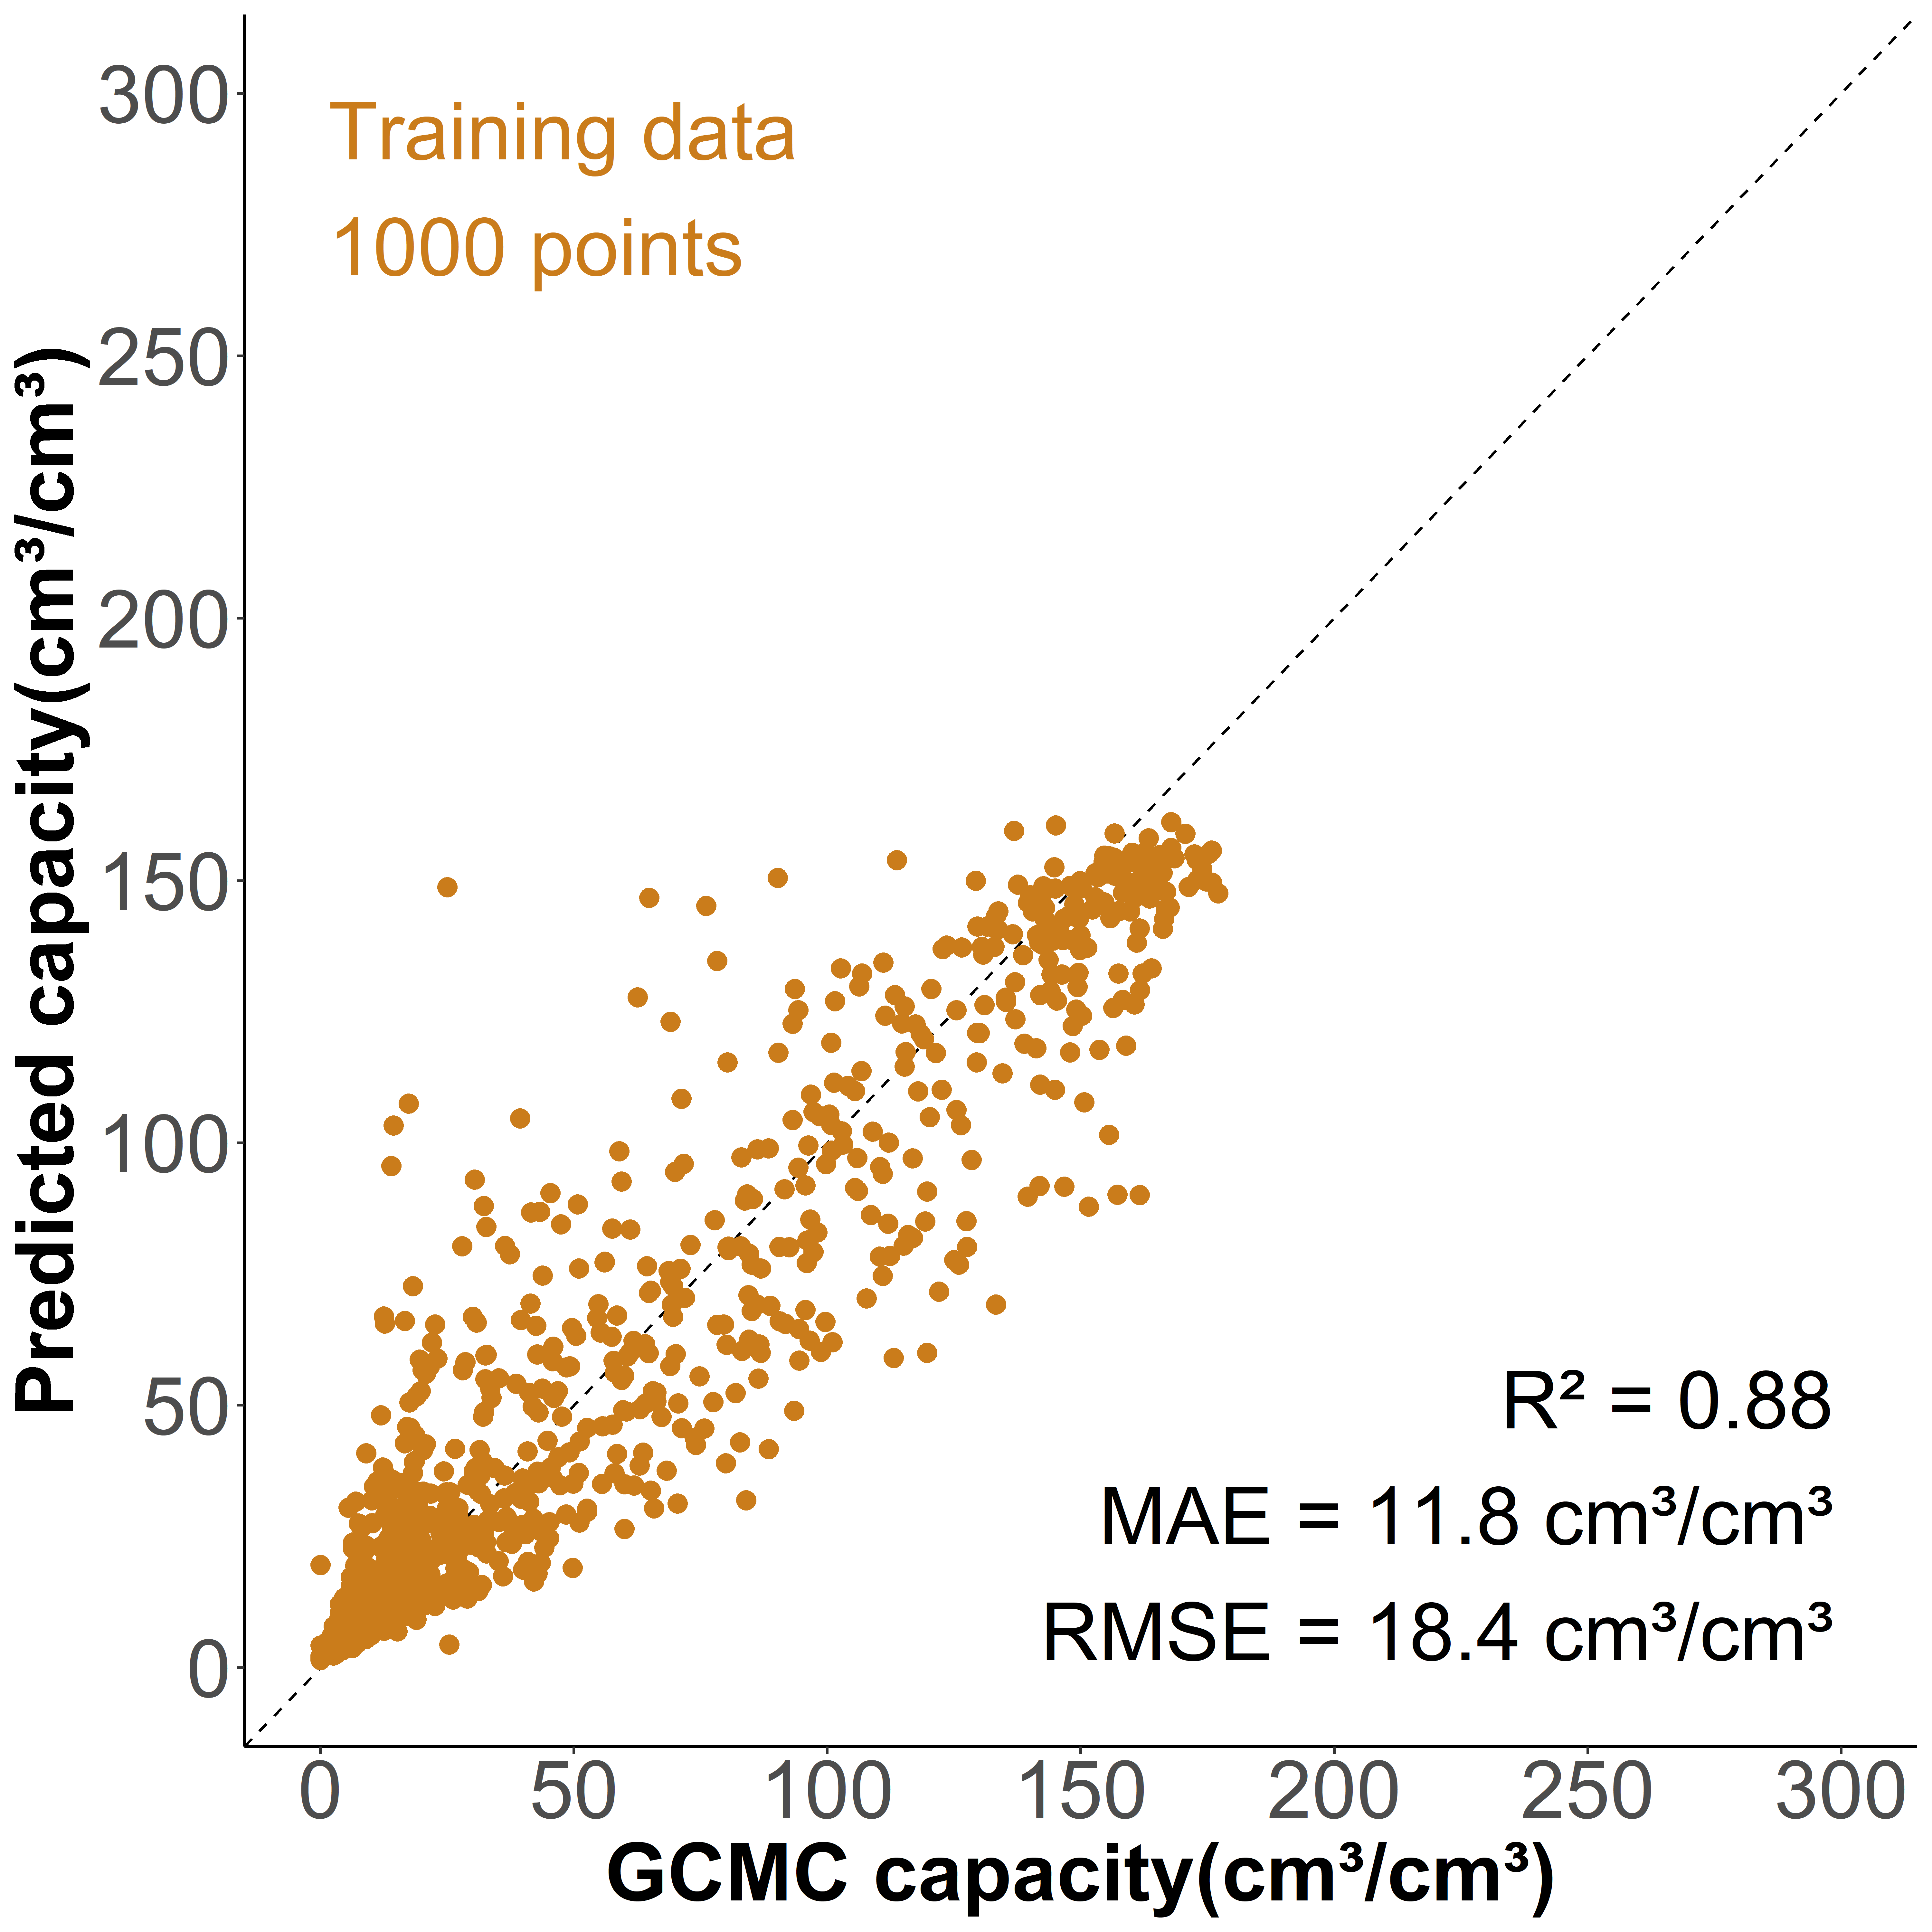 Predicted capacity(cm³/cm³)
300
250
200
150
100
50
0
Training data
1000 points
R² = 0.88
MAE = 11.8 cm³/cm³
RMSE = 18.4 cm³/cm³
0 50 100 150 200 250 300
GCMC capacity(cm³/cm³)